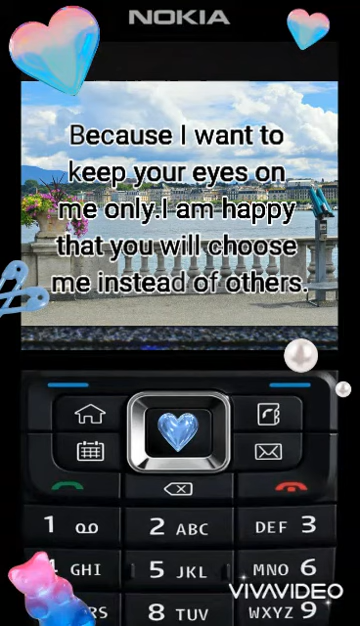 NOKIA
Because I want to
keep your eyes on
me only.I am happy
that you will choose
me instead of others.
1
2 ABC
DEF 3
GHI
5 JKL
MNO 6
VIVAVIDEO
8 TUV
WXYZ 9